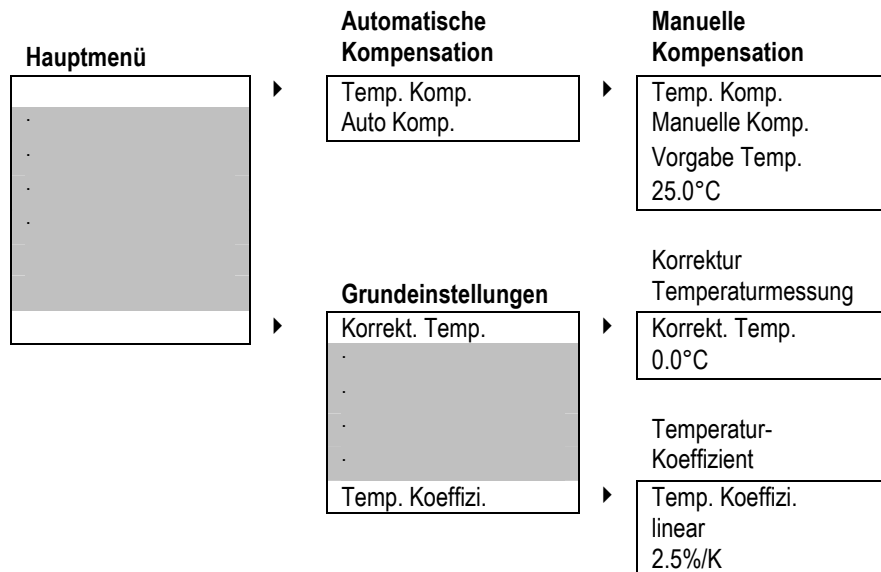 Hauptmenü
Automatische
Kompensation
Temp. Komp.
Auto Komp.
Manuelle
Kompensation
Temp. Komp.
Manuelle Komp.
Vorgabe Temp.
25.0°C
Grundeinstellungen
Korrekt. Temp.
.
.
.
.
Temp. Koeffizi.
Korrektur
Temperaturmessung
Korrekt. Temp.
0.0°C
Temperatur-
Koeffizient
Temp. Koeffizi.
linear
2.5%/K